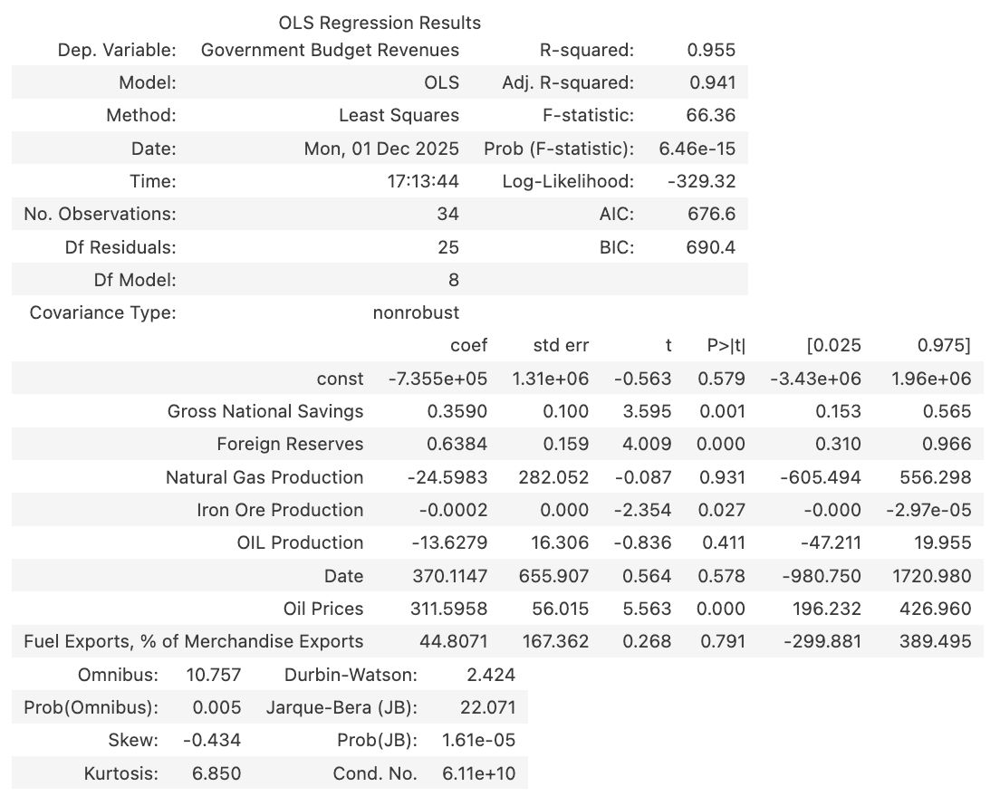 OLS Regression Results
Dep. Variable: Government Budget Revenues R-squared: 0.955
Model: OLS Adj. R-squared: 0.941
Method: Least Squares F-statistic: 66.36
Date: Mon, 01 Dec 2025 Prob (F-statistic): 6.46e-15
Time: 17:13:44 Log-Likelihood: -329.32
No. Observations: 34 AIC: 676.6
Df Residuals: 25 BIC: 690.4
Df Model: 8
Covariance Type: nonrobust
coef std err t P>|t| [0.025 0.975]
const -7.355e+05 1.31e+06 -0.563 0.579 -3.43e+06 1.96e+06
Gross National Savings 0.3590 0.100 3.595 0.001 0.153 0.565
Foreign Reserves 0.6384 0.159 4.009 0.000 0.310 0.966
Natural Gas Production -24.5983 282.052 -0.087 0.931 -605.494 556.298
Iron Ore Production -0.0002 0.000 -2.354 0.027 -0.000 -2.97e-05
OIL Production -13.6279 16.306 -0.836 0.411 -47.211 19.955
Date 370.1147 655.907 0.564 0.578 -980.750 1720.980
Oil Prices 311.5958 56.015 5.563 0.000 196.232 426.960
Fuel Exports, % of Merchandise Exports 44.8071 167.362 0.268 0.791 -299.881 389.495
Omnibus: 10.757 Durbin-Watson: 2.424
Prob(Omnibus): 0.005 Jarque-Bera (JB): 22.071
Skew: -0.434 Prob(JB): 1.61e-05
Kurtosis: 6.850 Cond. No. 6.11e+10